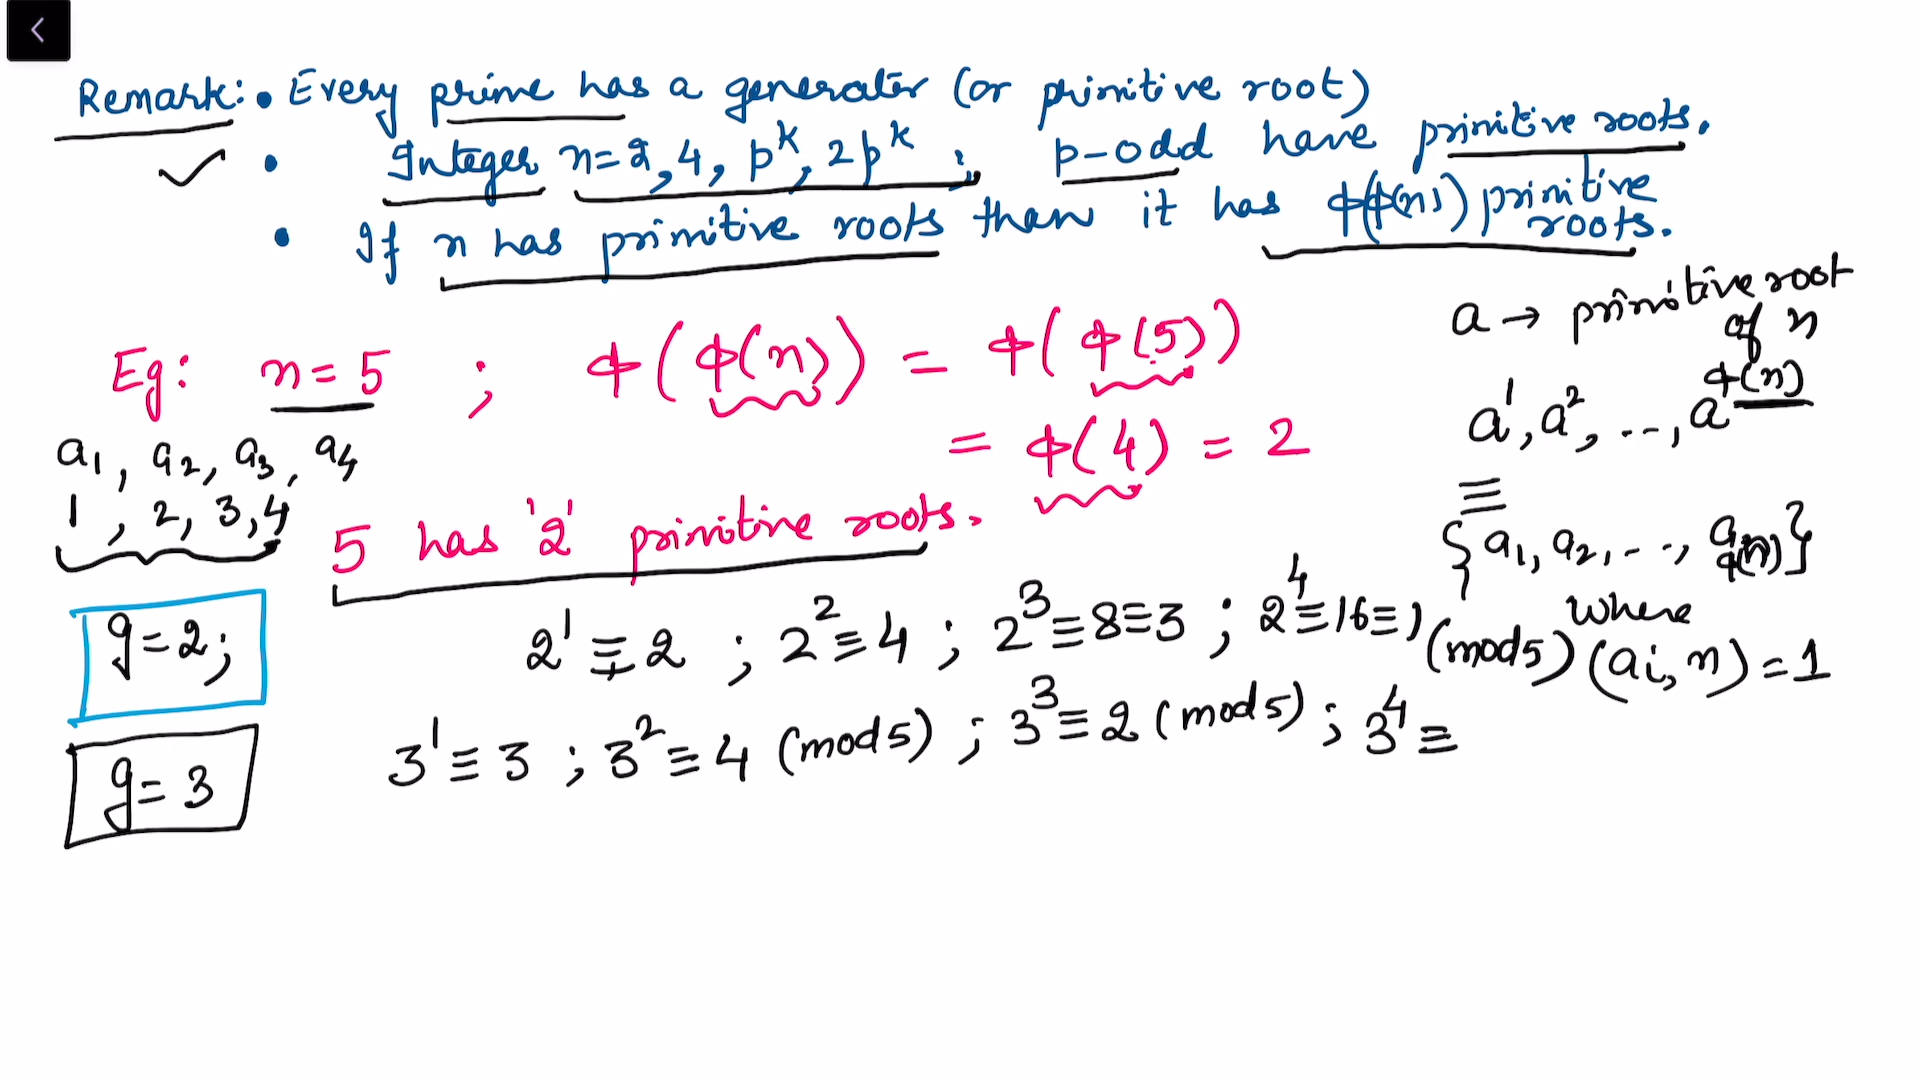 Remark: • Every prime has a generator (or primitive root)
• Integer n=2, 4, p^k, 2p^k ; p-odd have primitive roots.
• If n has primitive roots than it has ϕ(ϕ(n)) primitive roots.
a → primitive root of n
Eg: n=5 ; ϕ(ϕ(n)) = ϕ(ϕ(5))
a^1, a^2, ..., a^ϕ(n)
= ϕ(4) = 2
a1, a2, a3, a4
1, 2, 3, 4
5 has '2' primitive roots.
≡
{a1, a2, ..., aϕ(n)}
where
(ai, n) = 1
g=2; 2^1 ≡ 2 ; 2^2 ≡ 4 ; 2^3 ≡ 8 ≡ 3 ; 2^4 ≡ 16 ≡ 1 (mod 5)
g=3 3^1 ≡ 3 ; 3^2 ≡ 4 (mod 5) ; 3^3 ≡ 2 (mod 5) ; 3^4 ≡